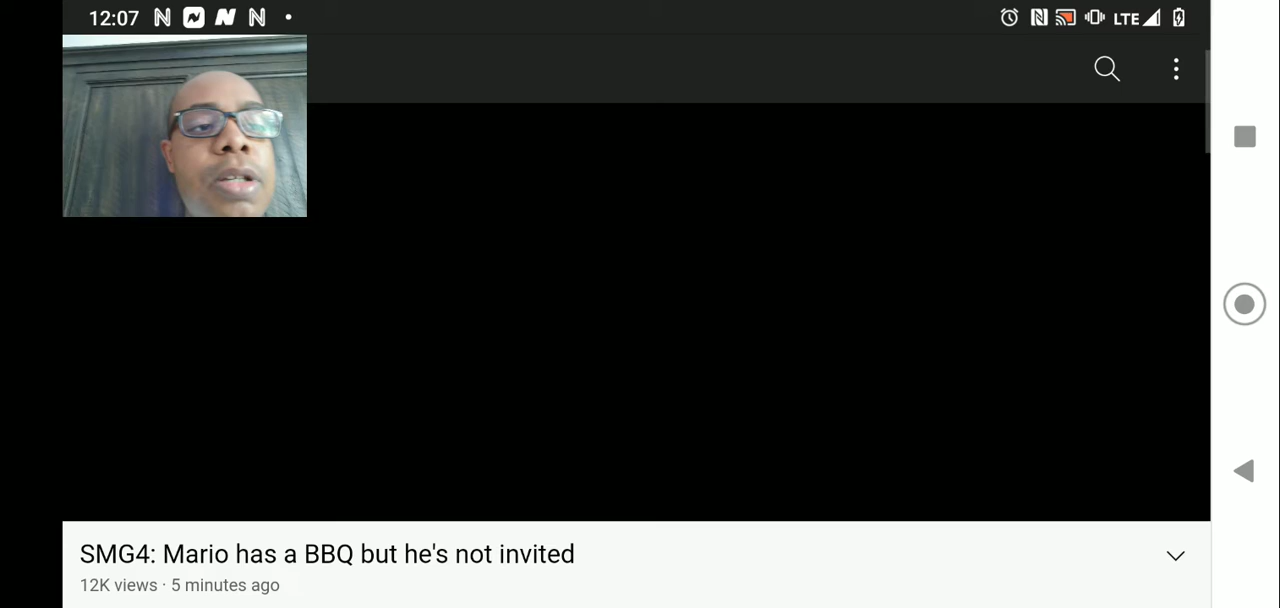 12:07
LTE
SMG4: Mario has a BBQ but he's not invited
12K views · 5 minutes ago